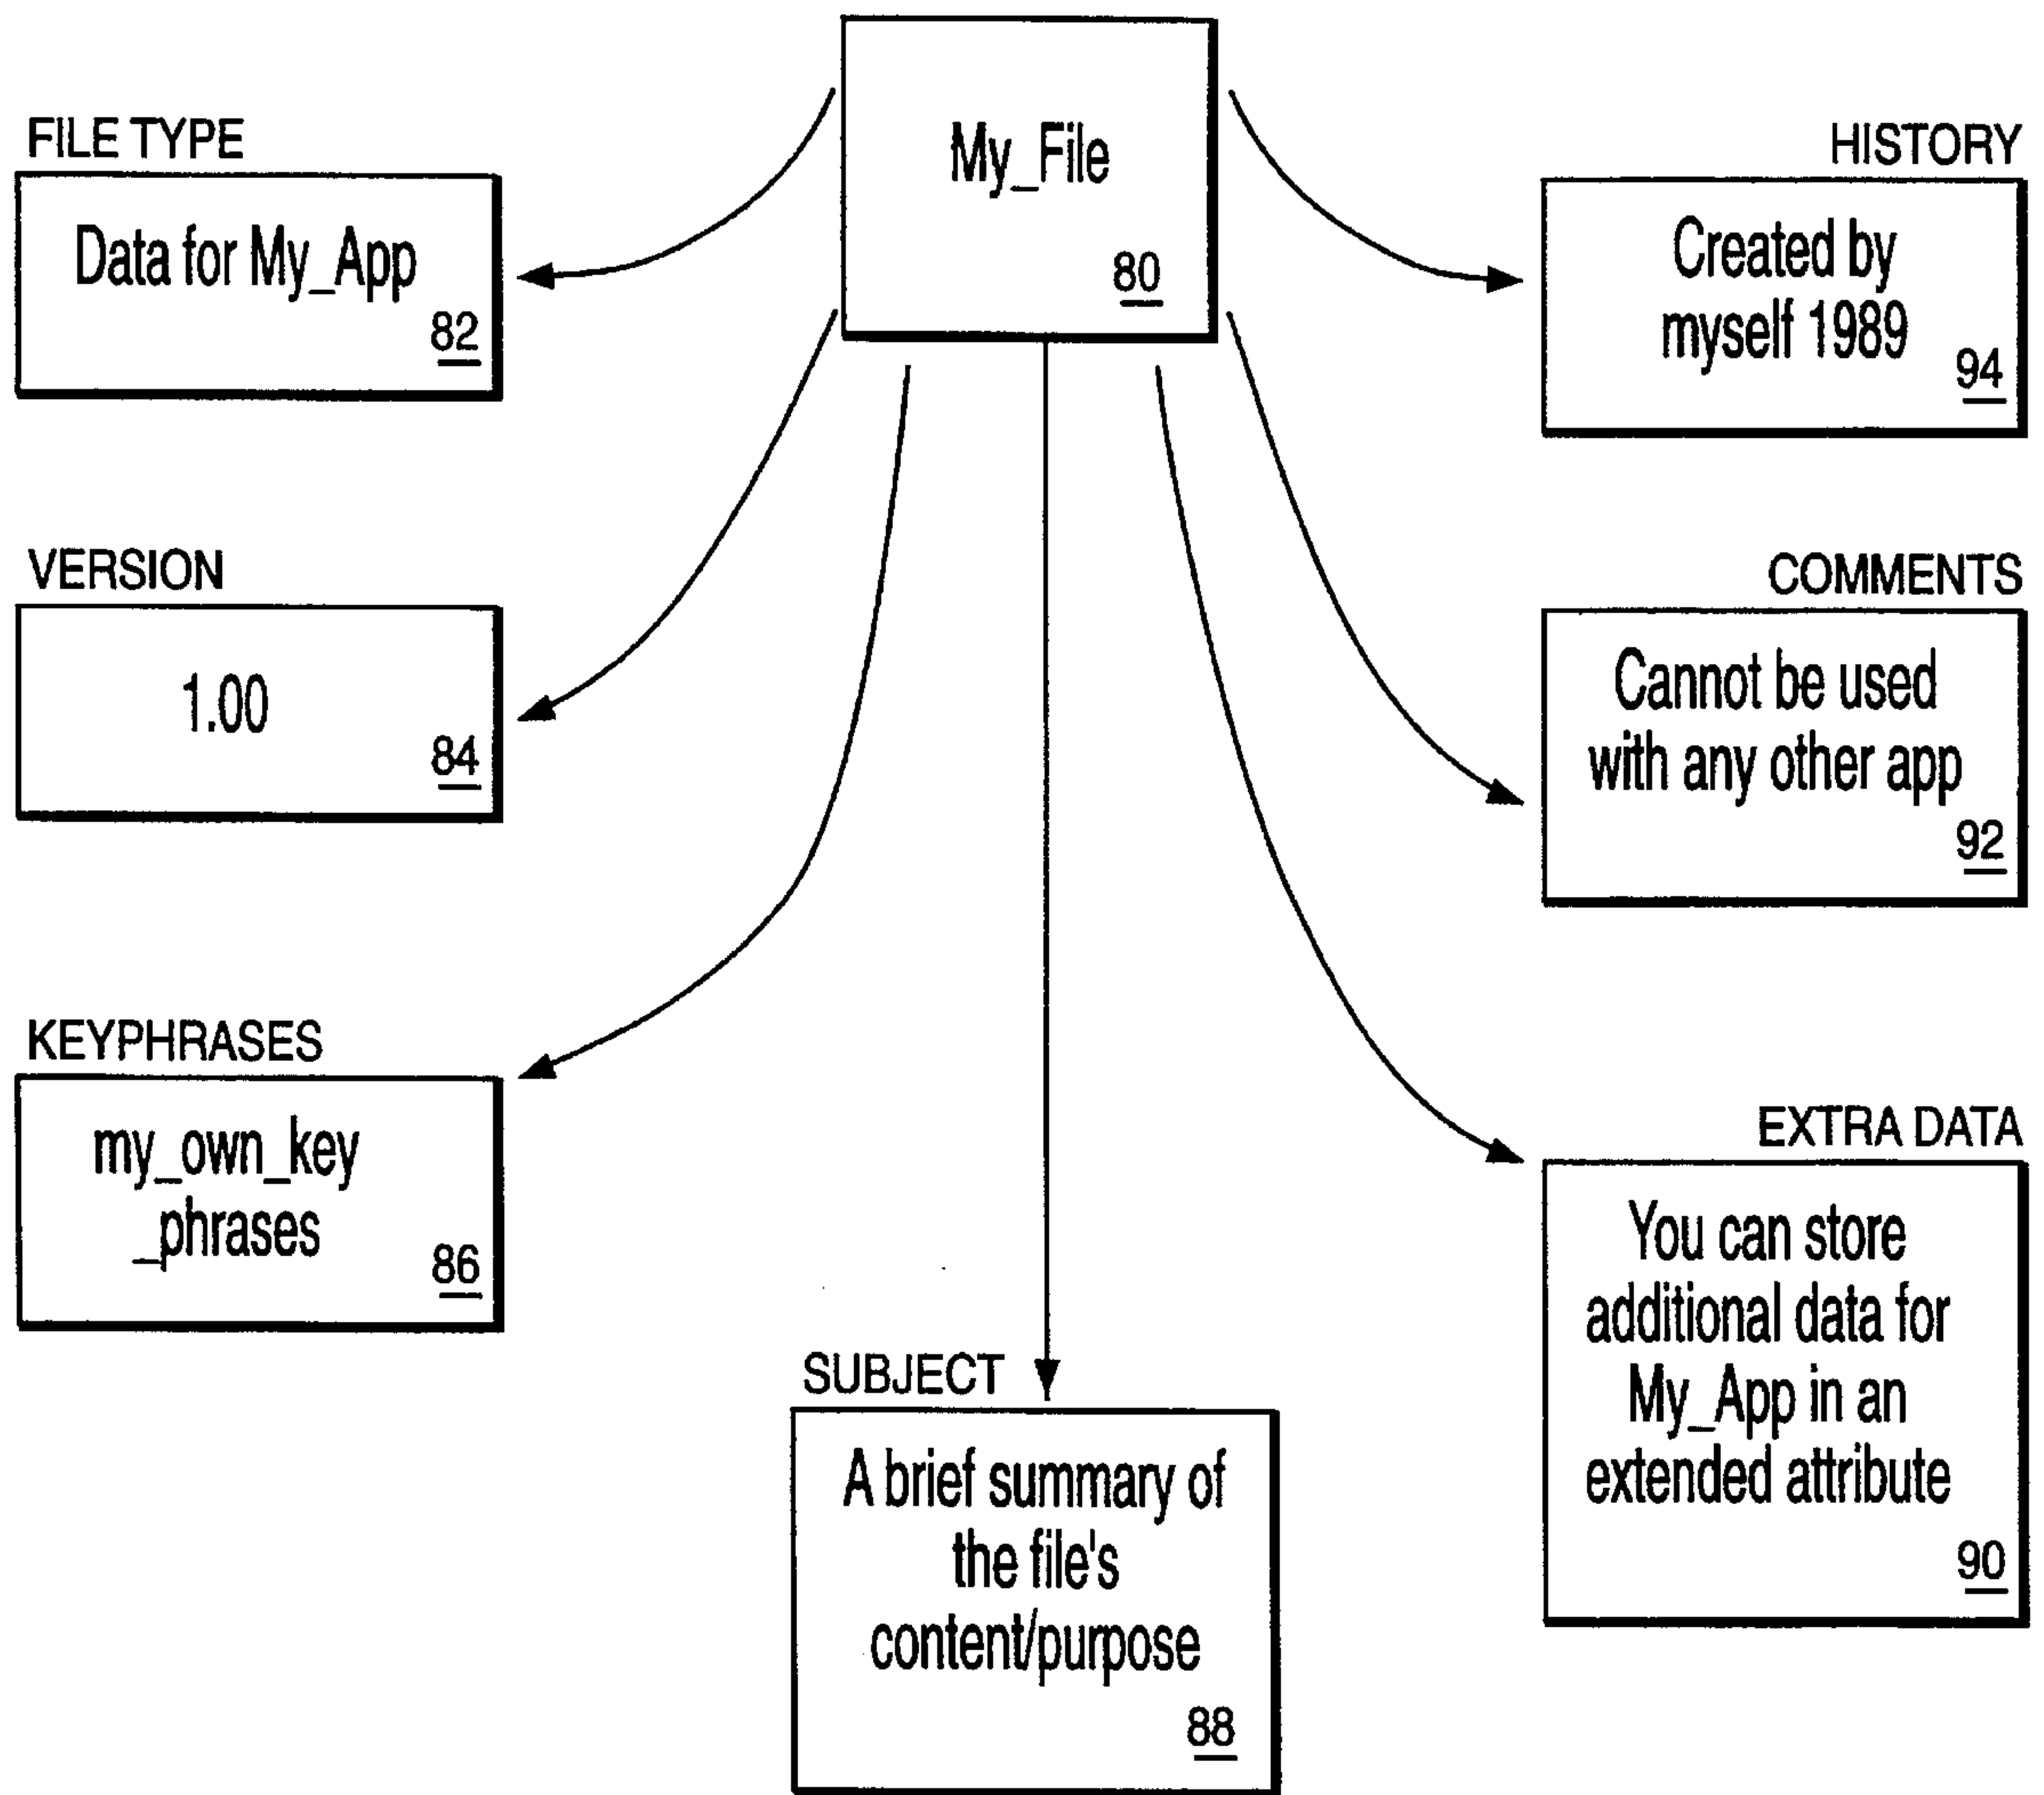 My_File
80
FILE TYPE
Data for My_App
82
VERSION
1.00
84
KEYPHRASES
my_own_key
_phrases
86
SUBJECT
A brief summary of
the file's
content/purpose
88
HISTORY
Created by
myself 1989
94
COMMENTS
Cannot be used
with any other app
92
EXTRA DATA
You can store
additional data for
My_App in an
extended attribute
90